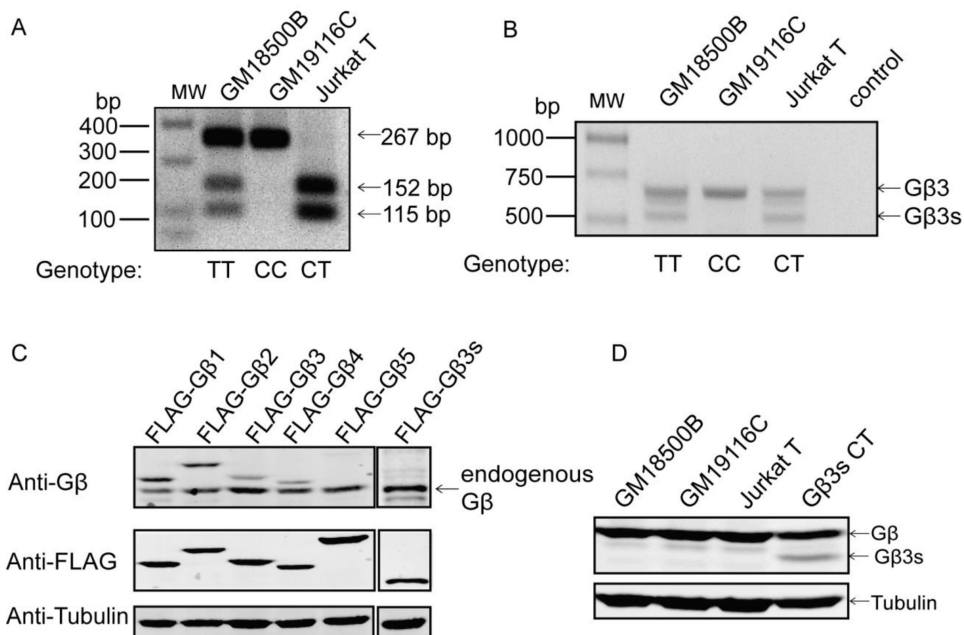 A
GM18500B
GM19116C
Jurkat T
bp
MW
400
300
200
100
267 bp
152 bp
115 bp
Genotype: TT CC CT
B
GM18500B
GM19116C
Jurkat T
control
bp
MW
1000
750
500
Gβ3
Gβ3s
Genotype: TT CC CT
C
FLAG-Gβ1
FLAG-Gβ2
FLAG-Gβ3
FLAG-Gβ4
FLAG-Gβ5
FLAG-Gβ3s
Anti-Gβ
endogenous
Gβ
Anti-FLAG
Anti-Tubulin
D
GM18500B
GM19116C
Jurkat T
Gβ3s CT
Gβ
Gβ3s
Tubulin